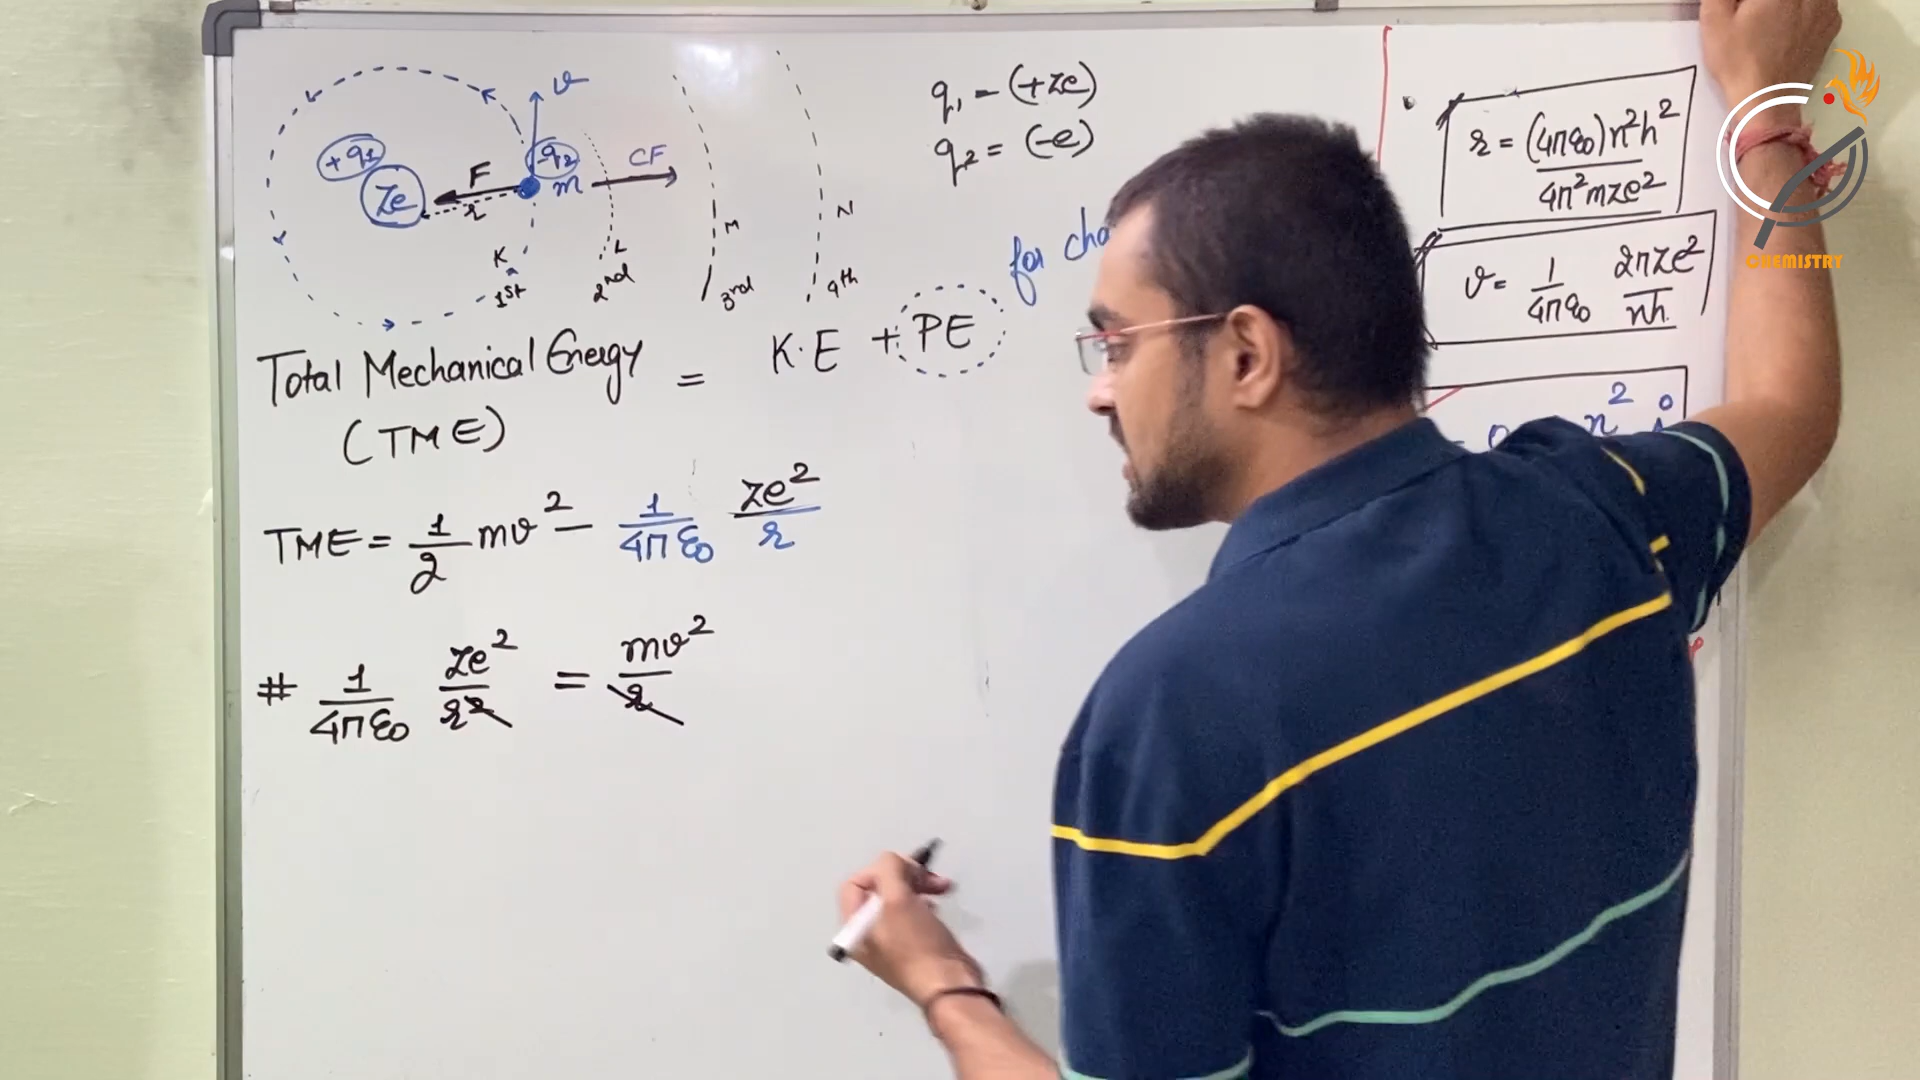 v
+q1
q2
CF
F
Ze
m
r
K
1st
L
2nd
M
3rd
N
4th
q1 = (+ze)
q2 = (-e)
for cha
Total Mechanical Energy = K.E + PE
(TME)
TME = 1/2 mv² - 1/4πε0 ze²/r
# 1/4πε0 ze²/r² = mv²/r
r = (4πε0)n²h²/4π²mze²
v = 1/4πε0 2πze²/nh
n²
CHEMISTRY